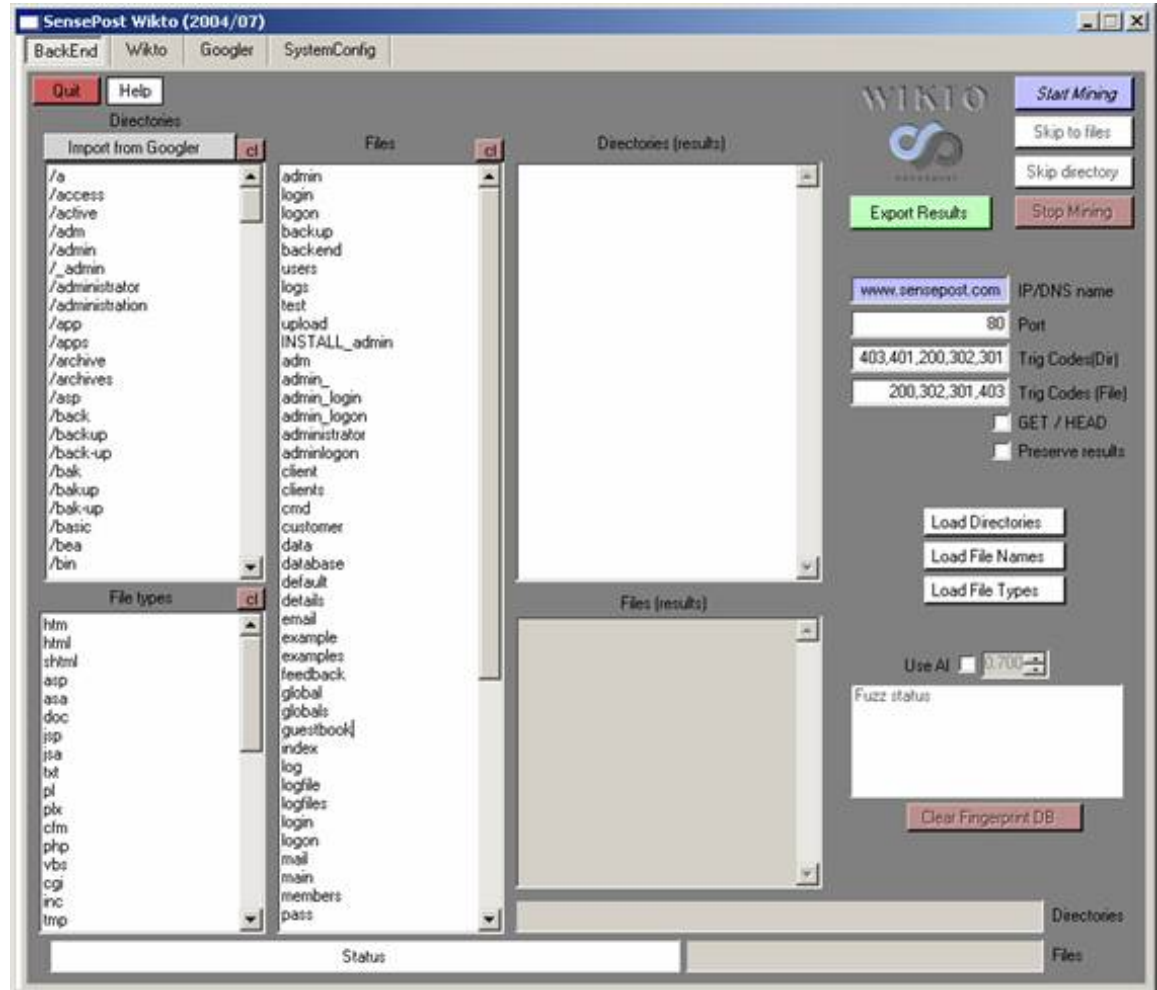 SensePost Wikto (2004/07)
BackEnd Wikto Googler SystemConfig
Quit Help
Directories
Import from Googler cl
/a
/access
/active
/adm
/admin
/_admin
/administrator
/administration
/app
/apps
/archive
/archives
/asp
/back
/backup
/back-up
/bak
/bakup
/bak-up
/basic
/bea
/bin
File types cl
htm
html
shtml
asp
asa
doc
jsp
jsa
txt
pl
plx
cfm
php
vbs
cgi
inc
tmp
Files cl
admin
login
logon
backup
backend
users
logs
test
upload
INSTALL_admin
adm
admin_
admin_login
admin_logon
administrator
adminlogon
client
clients
cmd
customer
data
database
default
details
email
example
examples
feedback
global
globals
guestbook
index
log
logfile
logfiles
login
logon
mail
main
members
pass
Directories (results)
Files (results)
WIKTO
Start Mining
Skip to files
Skip directory
Export Results Stop Mining
www.sensepost.com IP/DNS name
80 Port
403,401,200,302,301 Trig Codes(Dir)
200,302,301,403 Trig Codes (File)
GET / HEAD
Preserve results
Load Directories
Load File Names
Load File Types
Use AI 0.700
Fuzz status
Clear Fingerprint DB
Directories
Status Files